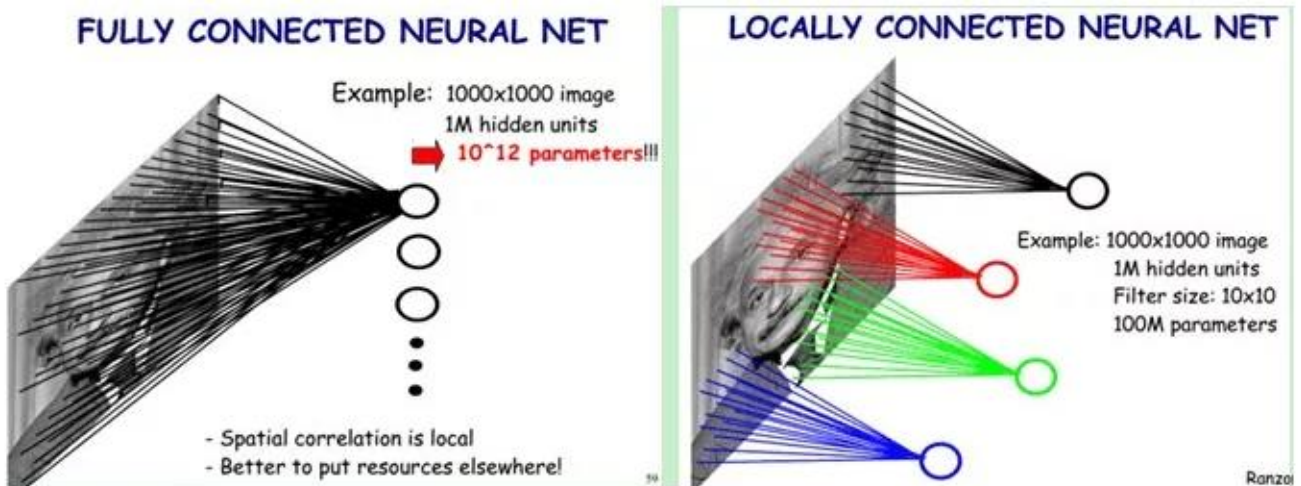 FULLY CONNECTED NEURAL NET
Example: 1000x1000 image
1M hidden units
10^12 parameters!!!
- Spatial correlation is local
- Better to put resources elsewhere!
59
LOCALLY CONNECTED NEURAL NET
Example: 1000x1000 image
1M hidden units
Filter size: 10x10
100M parameters